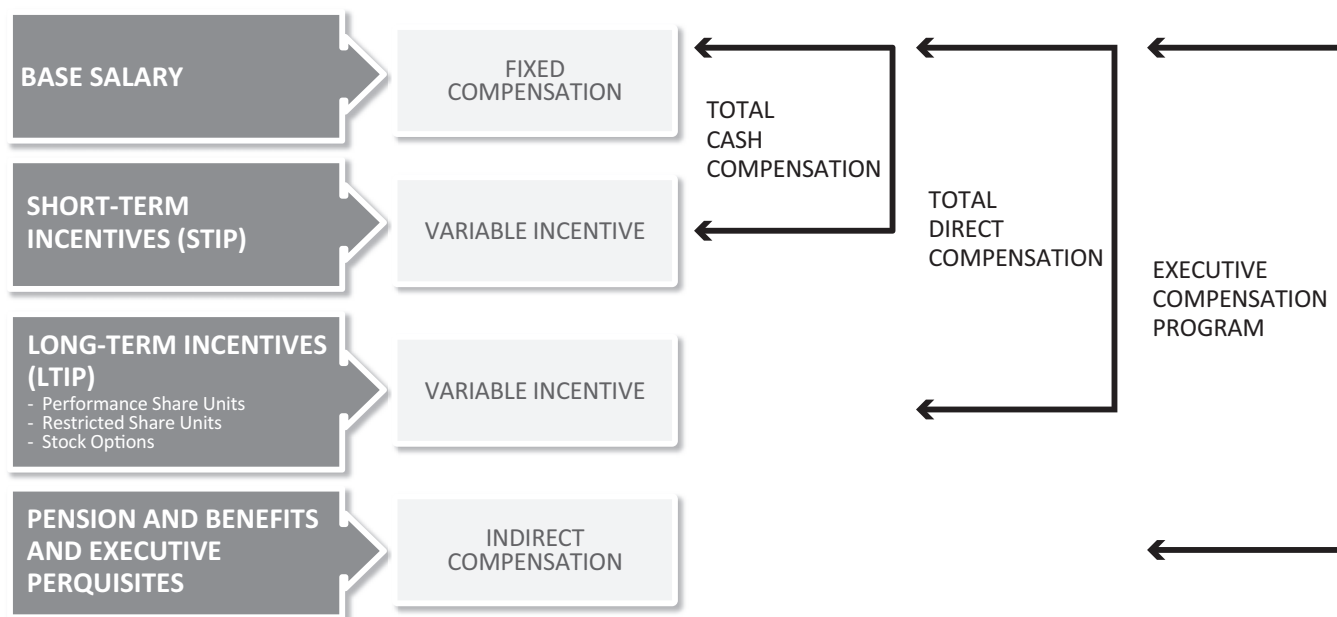 BASE SALARY
FIXED
COMPENSATION
SHORT-TERM
INCENTIVES (STIP)
VARIABLE INCENTIVE
LONG-TERM INCENTIVES
(LTIP)
- Performance Share Units
- Restricted Share Units
- Stock Options
VARIABLE INCENTIVE
PENSION AND BENEFITS
AND EXECUTIVE
PERQUISITES
INDIRECT
COMPENSATION
TOTAL
CASH
COMPENSATION
TOTAL
DIRECT
COMPENSATION
EXECUTIVE
COMPENSATION
PROGRAM